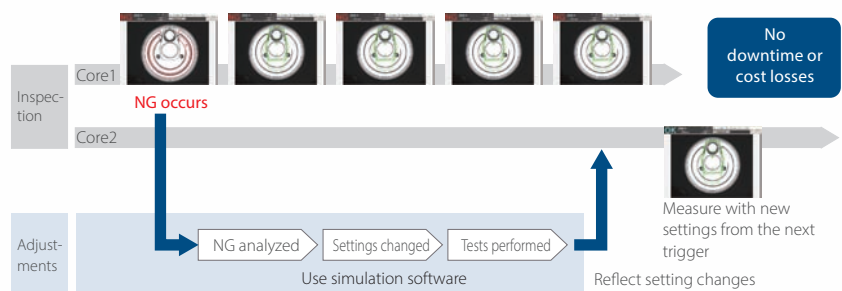 No
downtime or
cost losses
Inspec-
tion
Core1
NG occurs
Core2
Measure with new
settings from the next
trigger
Adjust-
ments
NG analyzed
Settings changed
Tests performed
Use simulation software
Reflect setting changes